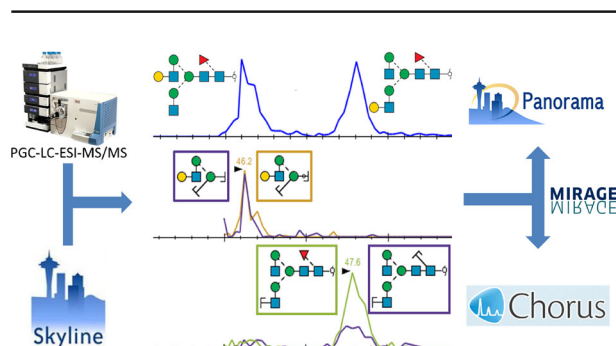 PGC-LC-ESI-MS/MS
Skyline
46.2
47.6
Panorama
MIRAGE
MIRAGE
Chorus